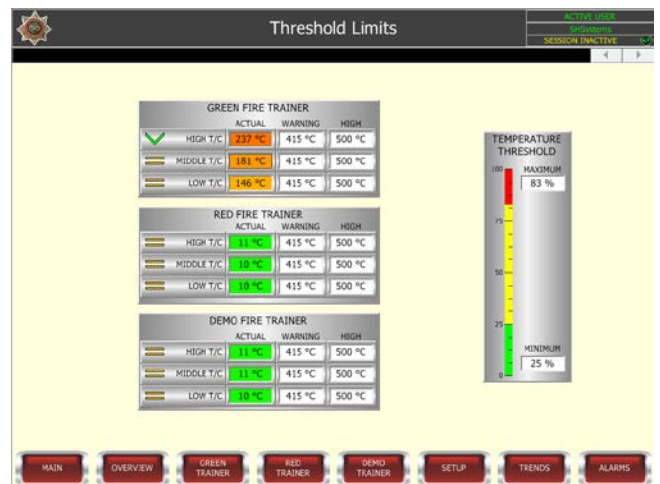 Threshold Limits
ACTIVE USER
SHSystems
SESSION INACTIVE
GREEN FIRE TRAINER
ACTUAL WARNING HIGH
HIGH T/C 237 °C 415 °C 500 °C
MIDDLE T/C 181 °C 415 °C 500 °C
LOW T/C 146 °C 415 °C 500 °C
RED FIRE TRAINER
ACTUAL WARNING HIGH
HIGH T/C 11 °C 415 °C 500 °C
MIDDLE T/C 10 °C 415 °C 500 °C
LOW T/C 10 °C 415 °C 500 °C
DEMO FIRE TRAINER
ACTUAL WARNING HIGH
HIGH T/C 11 °C 415 °C 500 °C
MIDDLE T/C 11 °C 415 °C 500 °C
LOW T/C 10 °C 415 °C 500 °C
TEMPERATURE
THRESHOLD
100 MAXIMUM
83 %
75
50
25
MINIMUM
25 %
0
MAIN OVERVIEW GREEN TRAINER RED TRAINER DEMO TRAINER SETUP TRENDS ALARMS